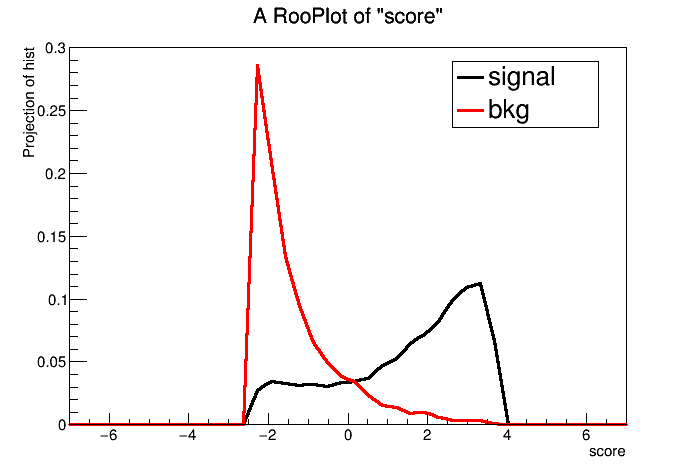 A RooPlot of "score"
Projection of hist
0.3
0.25
0.2
0.15
0.1
0.05
0
signal
bkg
−6
−4
−2
0
2
4
6
score